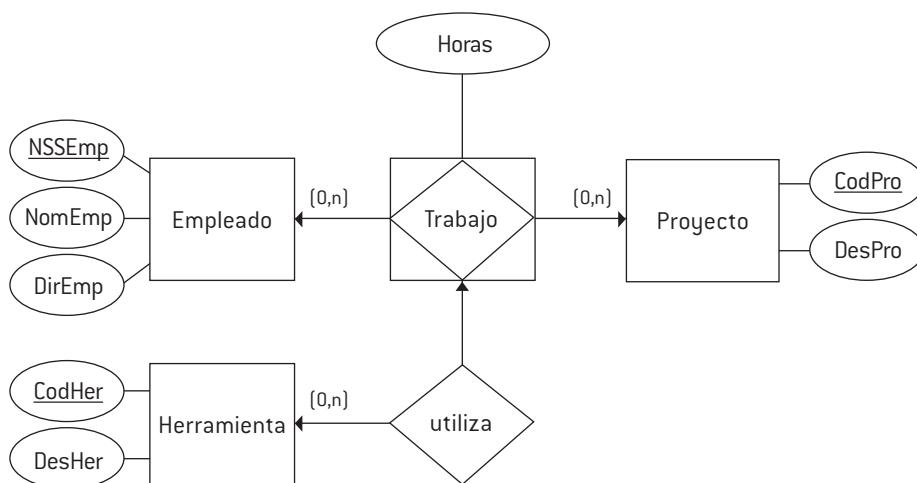 Horas
NSSEmp
NomEmp
DirEmp
Empleado
(0,n)
Trabajo
(0,n)
Proyecto
CodPro
DesPro
CodHer
DesHer
Herramienta
(0,n)
utiliza